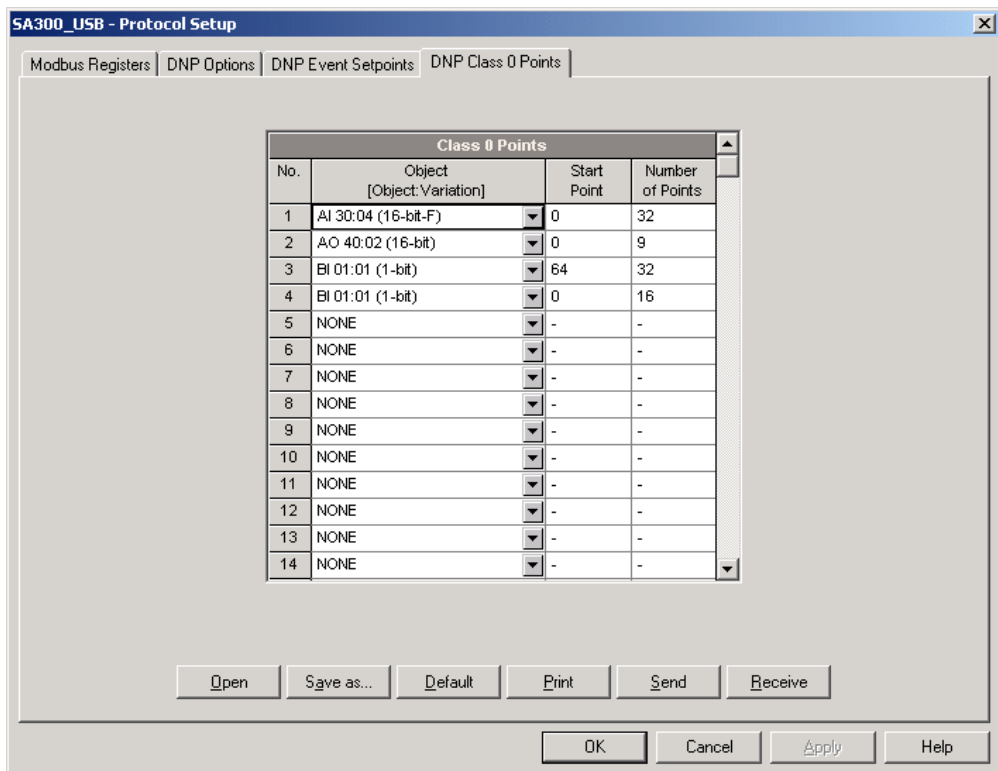 SA300_USB - Protocol Setup
Modbus Registers DNP Options DNP Event Setpoints DNP Class 0 Points
Class 0 Points
No. Object Start Number
[Object:Variation] Point of Points
1 AI 30:04 (16-bit-F) 0 32
2 AO 40:02 (16-bit) 0 9
3 BI 01:01 (1-bit) 64 32
4 BI 01:01 (1-bit) 0 16
5 NONE - -
6 NONE - -
7 NONE - -
8 NONE - -
9 NONE - -
10 NONE - -
11 NONE - -
12 NONE - -
13 NONE - -
14 NONE - -
Open Save as... Default Print Send Receive
OK Cancel Apply Help